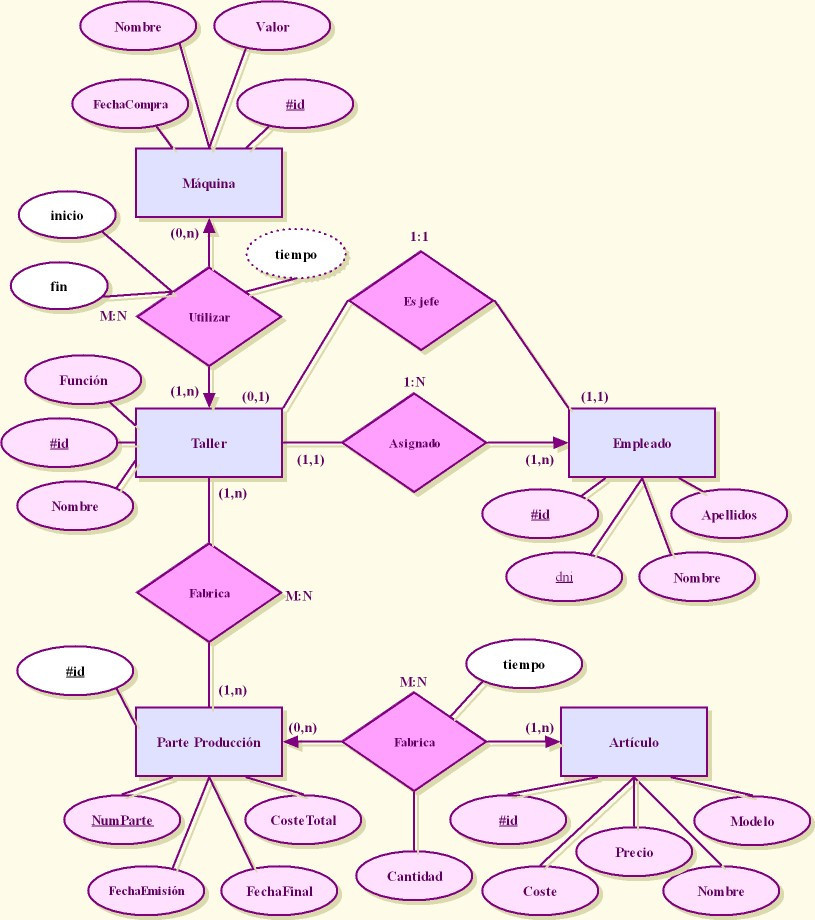 Nombre
Valor
FechaCompra
#id
Máquina
inicio
(0,n)
tiempo
1:1
fin
M:N
Utilizar
Es jefe
Función
(1,n)
(0,1)
1:N
(1,1)
#id
Taller
Asignado
Empleado
(1,1)
(1,n)
Nombre
(1,n)
#id
Apellidos
dni
Nombre
Fabrica
M:N
#id
tiempo
M:N
(1,n)
Parte Producción
(0,n)
Fabrica
(1,n)
Artículo
NumParte
CosteTotal
#id
Modelo
Precio
FechaEmisión
FechaFinal
Cantidad
Coste
Nombre